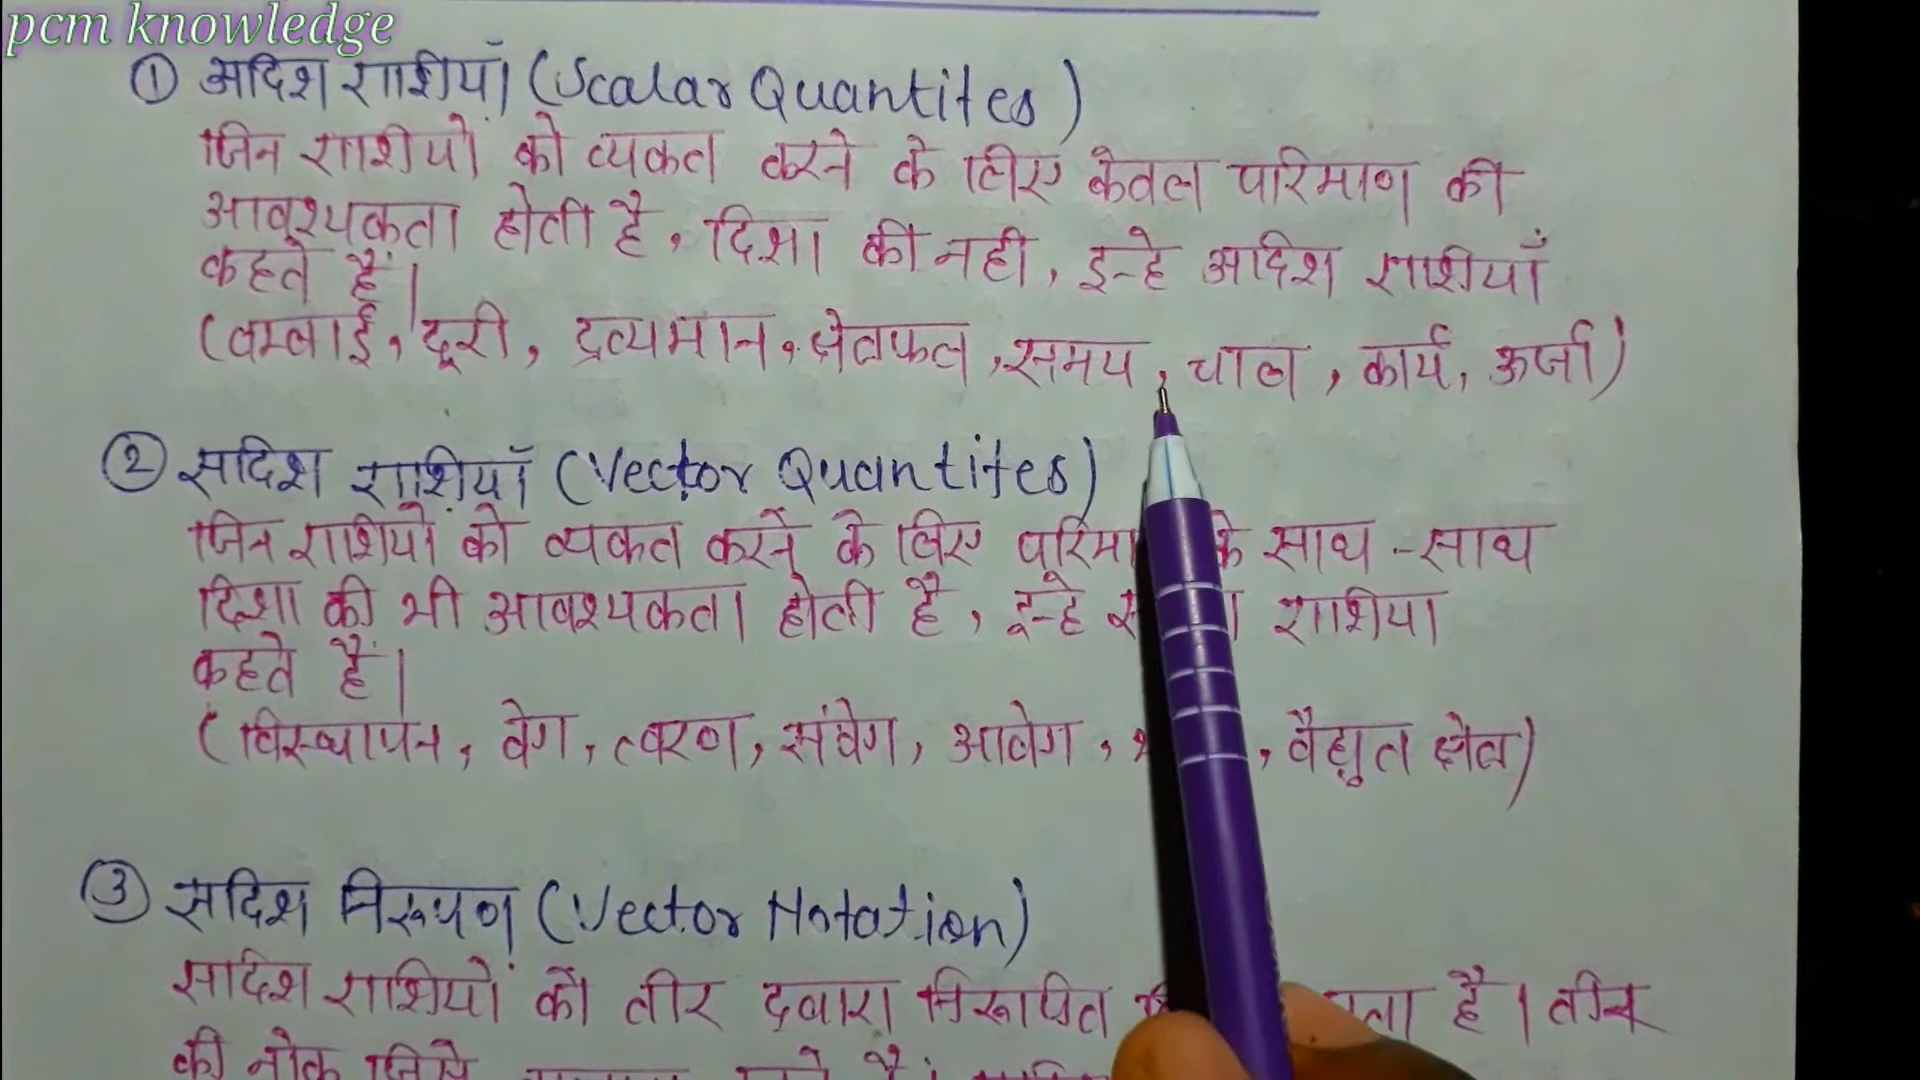 pcm knowledge
① अदिश राशियाँ (Scalar Quantites)
जिन राशियों को व्यकत करने के लिए केवल परिमाण की
आवश्यकता होती है, दिशा की नही, इन्हे अदिश राशियाँ
कहते हैं।
(लम्बाई, दूरी, द्रव्यमान, क्षेत्रफल, समय, चाल, कार्य, ऊर्जा)
② सदिश राशियाँ (Vector Quantites)
जिन राशियों को व्यकत करने के लिए के साथ-साथ
दिशा की भी आवश्यकता होती है, इन्हे राशिया
कहते हैं।
(विस्थापन, वेग, त्वरण, संवेग, आवेग, , वैद्युत क्षेत्र)
③ सदिश निरूपण (Vector Notation)
सदिश राशियों को तीर द्वारा निरूपित है। तीर
की नोक